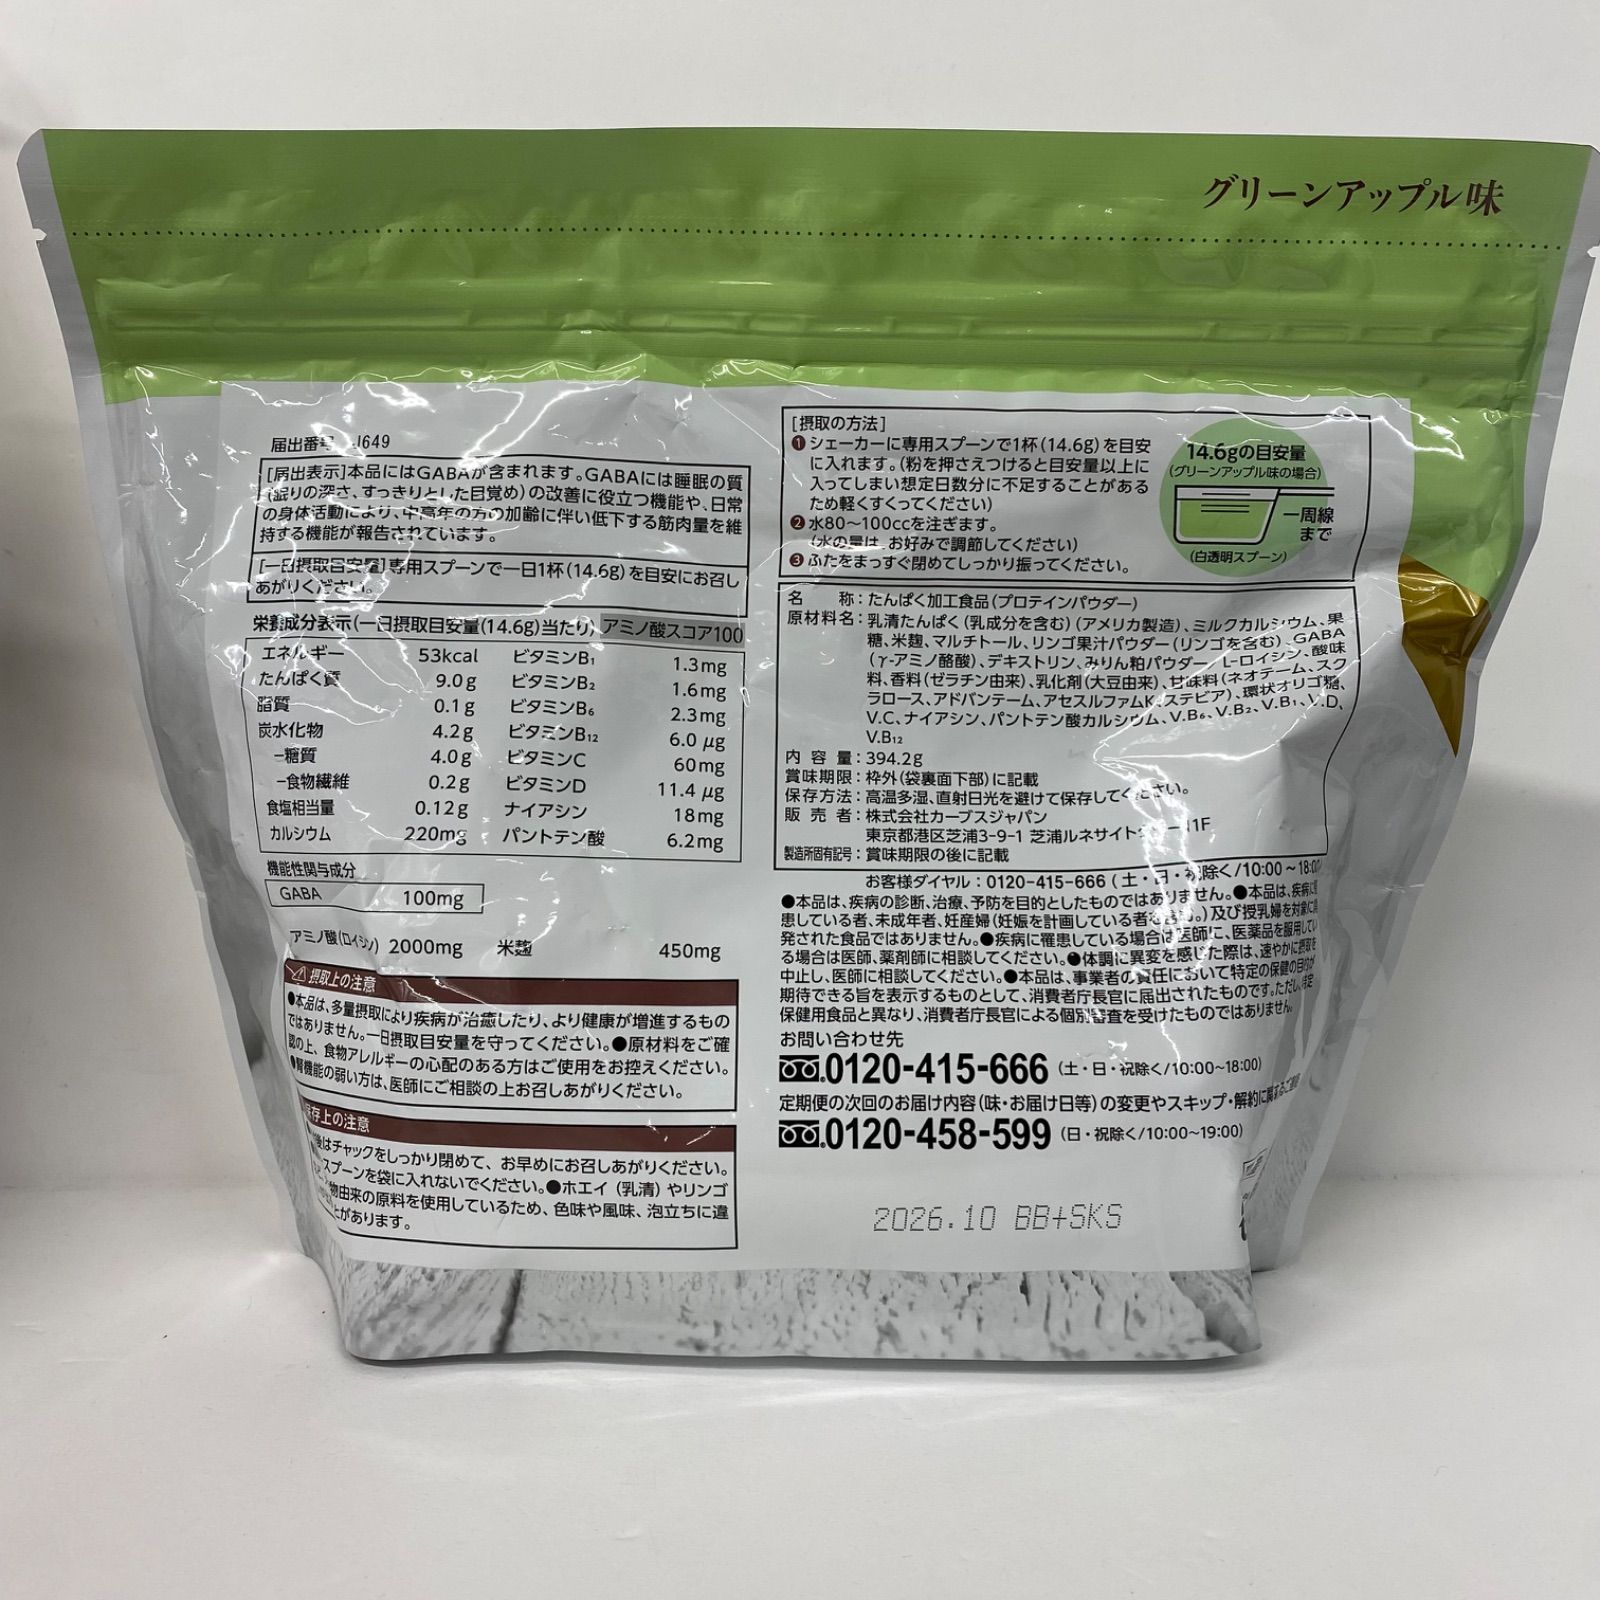 グリーンアップル味
届出番号 J649
[届出表示]本品にはGABAが含まれます。GABAには睡眠の質
(眠りの深さ、すっきりとした目覚め)の改善に役立つ機能や、日常
の身体活動により、中高年の方の加齢に伴い低下する筋肉量を維
持する機能が報告されています。
[一日摂取目安量]専用スプーンで一日1杯(14.6g)を目安にお召し
あがりください。
栄養成分表示(一日摂取目安量(14.6g)当たり) アミノ酸スコア100
エネルギー 53kcal ビタミンB₁ 1.3mg
たんぱく質 9.0g ビタミンB₂ 1.6mg
脂質 0.1g ビタミンB₆ 2.3mg
炭水化物 4.2g ビタミンB₁₂ 6.0μg
−糖質 4.0g ビタミンC 60mg
−食物繊維 0.2g ビタミンD 11.4μg
食塩相当量 0.12g ナイアシン 18mg
カルシウム 220mg パントテン酸 6.2mg
機能性関与成分
GABA 100mg
アミノ酸(ロイシン) 2000mg 米麹 450mg
摂取上の注意
●本品は、多量摂取により疾病が治癒したり、より健康が増進するもの
ではありません。一日摂取目安量を守ってください。●原材料をご確
認の上、食物アレルギーの心配のある方はご使用をお控えください。
●腎機能の弱い方は、医師にご相談の上お召しあがりください。
保存上の注意
後はチャックをしっかり閉めて、お早めにお召しあがりください。
スプーンを袋に入れないでください。●ホエイ(乳清)やリンゴ
物由来の原料を使用しているため、色味や風味、泡立ちに違
とがあります。
[摂取の方法]
❶シェーカーに専用スプーンで1杯(14.6g)を目安
に入れます。(粉を押さえつけると目安量以上に
入ってしまい想定日数分に不足することがある
ため軽くすくってください)
❷水80〜100ccを注ぎます。
(水の量は、お好みで調節してください)
❸ふたをまっすぐ閉めてしっかり振ってください。
14.6gの目安量
(グリーンアップル味の場合)
一周線
まで
(白透明スプーン)
名称:たんぱく加工食品(プロテインパウダー)
原材料名:乳清たんぱく(乳成分を含む)(アメリカ製造)、ミルクカルシウム、果
糖、米麹、マルチトール、リンゴ果汁パウダー(リンゴを含む)、GABA
(γ-アミノ酪酸)、デキストリン、みりん粕パウダー、L-ロイシン、酸味
料、香料(ゼラチン由来)、乳化剤(大豆由来)、甘味料(ネオテーム、スク
ラロース、アドバンテーム、アセスルファムK、ステビア)、環状オリゴ糖、
V.C、ナイアシン、パントテン酸カルシウム、V.B₆、V.B₂、V.B₁、V.D、
V.B₁₂
内容量:394.2g
賞味期限:枠外(袋裏面下部)に記載
保存方法:高温多湿、直射日光を避けて保存してください。
販売者:株式会社カーブスジャパン
東京都港区芝浦3-9-1 芝浦ルネサイトタワー11F
製造所固有記号:賞味期限の後に記載
お客様ダイヤル:0120-415-666(土・日・祝除く/10:00〜18:00)
●本品は、疾病の診断、治療、予防を目的としたものではありません。●本品は、疾病に罹
患している者、未成年者、妊産婦(妊娠を計画している者を含む。)及び授乳婦を対象に開
発された食品ではありません。●疾病に罹患している場合は医師に、医薬品を服用してい
る場合は医師、薬剤師に相談してください。●体調に異変を感じた際は、速やかに摂取を
中止し、医師に相談してください。●本品は、事業者の責任において特定の保健の目的が
期待できる旨を表示するものとして、消費者庁長官に届出されたものです。ただし、特定
保健用食品と異なり、消費者庁長官による個別審査を受けたものではありません。
お問い合わせ先
0120-415-666(土・日・祝除く/10:00〜18:00)
定期便の次回のお届け内容(味・お届け日等)の変更やスキップ・解約に関するご連絡
0120-458-599(日・祝除く/10:00〜19:00)
2026.10 BB+SKS